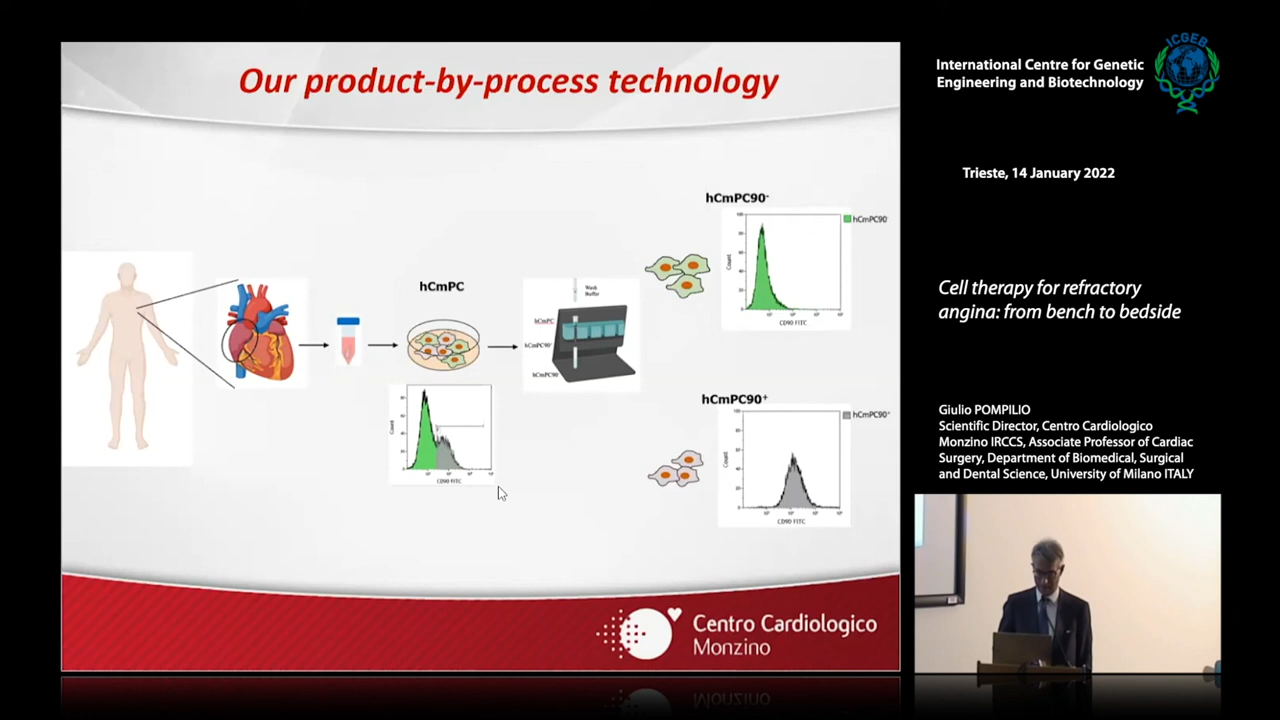 Our product-by-process technology
hCmPC
Count
CD90 FITC
Wash
Buffer
hCmPC
hCmPC90⁺
hCmPC90
hCmPC90⁻
hCmPC90⁻
Count
CD90 FITC
hCmPC90⁺
hCmPC90⁺
Count
CD90 FITC
Centro Cardiologico
Monzino
International Centre for Genetic
Engineering and Biotechnology
ICGEB
Trieste, 14 January 2022
Cell therapy for refractory
angina: from bench to bedside
Giulio POMPILIO
Scientific Director, Centro Cardiologico
Monzino IRCCS, Associate Professor of Cardiac
Surgery, Department of Biomedical, Surgical
and Dental Science, University of Milano ITALY